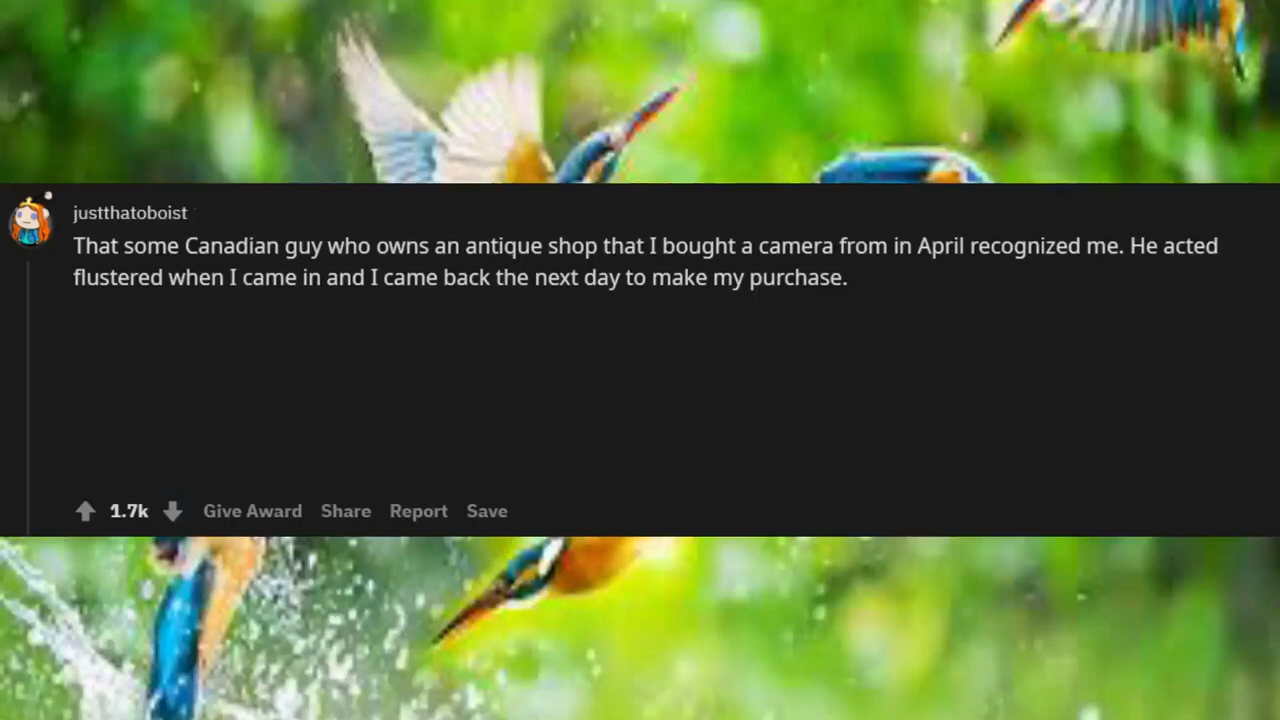 justthatoboist
That some Canadian guy who owns an antique shop that I bought a camera from in April recognized me. He acted
flustered when I came in and I came back the next day to make my purchase.
1.7k Give Award Share Report Save